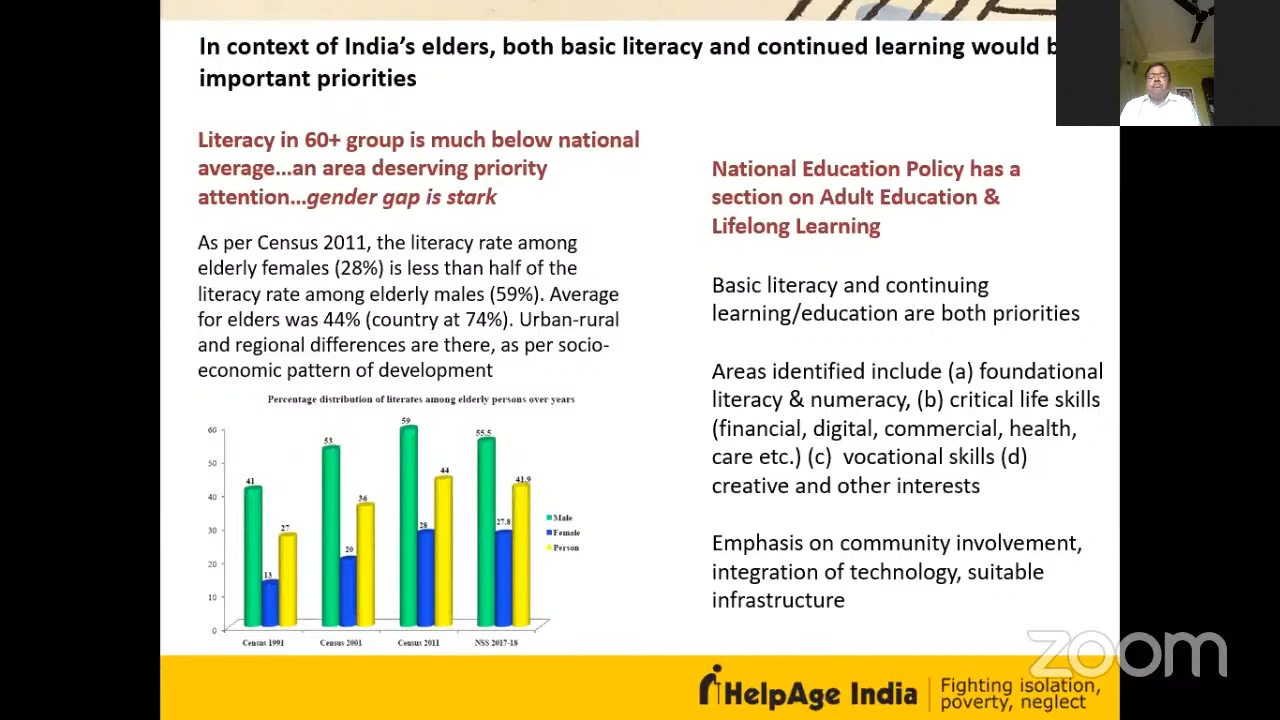 In context of India's elders, both basic literacy and continued learning would b
important priorities
Literacy in 60+ group is much below national
average...an area deserving priority
attention...gender gap is stark
As per Census 2011, the literacy rate among
elderly females (28%) is less than half of the
literacy rate among elderly males (59%). Average
for elders was 44% (country at 74%). Urban-rural
and regional differences are there, as per socio-
economic pattern of development
Percentage distribution of literates among elderly persons over years
60
50
40
30
20
10
0
41
13
27
53
20
36
59
28
44
55.5
27.8
41.9
Male
Female
Person
Census 1991
Census 2001
Census 2011
NSS 2017-18
National Education Policy has a
section on Adult Education &
Lifelong Learning
Basic literacy and continuing
learning/education are both priorities
Areas identified include (a) foundational
literacy & numeracy, (b) critical life skills
(financial, digital, commercial, health,
care etc.) (c) vocational skills (d)
creative and other interests
Emphasis on community involvement,
integration of technology, suitable
infrastructure
zoom
HelpAge India
Fighting isolation,
poverty, neglect